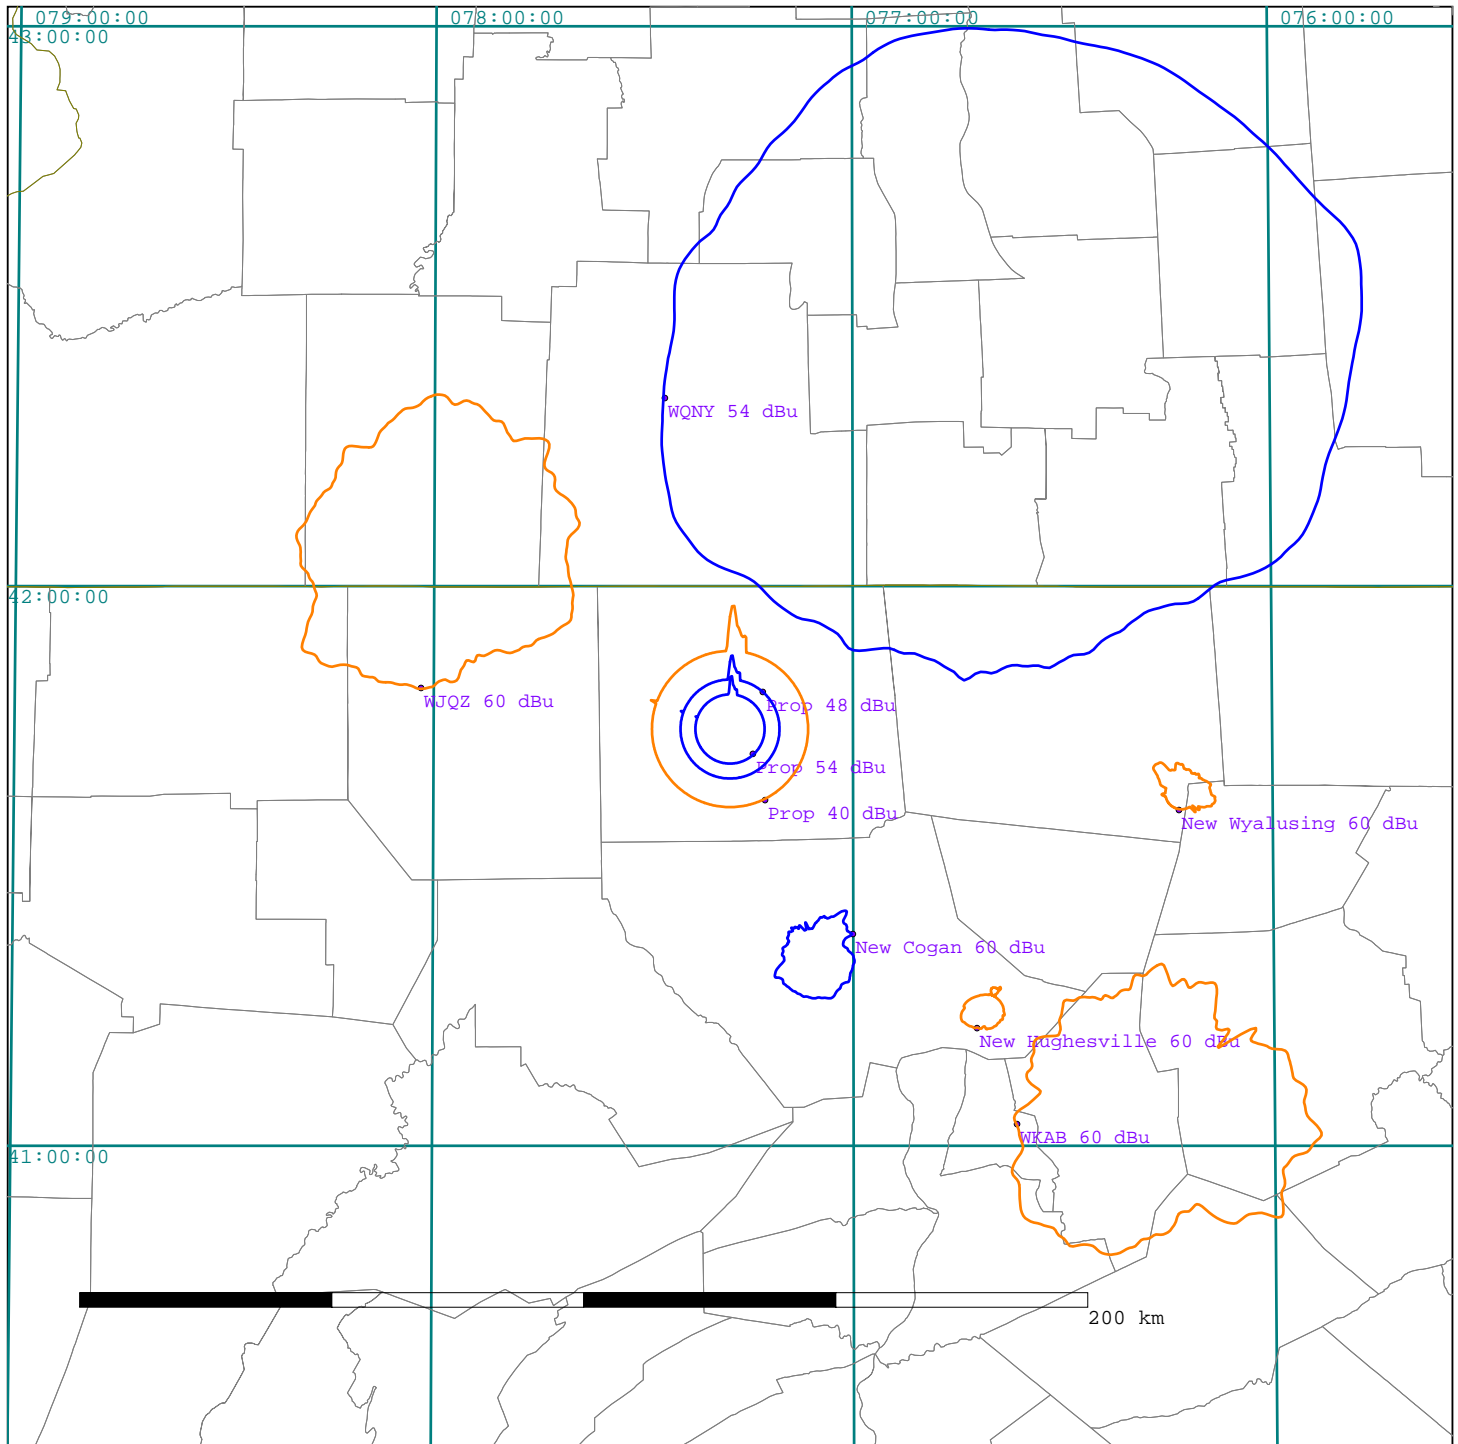 079:00:00
078:00:00
077:00:00
076:00:00
43:00:00
WQNY 54 dBu
42:00:00
WJQZ 60 dBu
Prop 48 dBu
Prop 54 dBu
Prop 40 dBu
New Wyalusing 60 dBu
New Cogan 60 dBu
New Hughesville 60 dBu
WKAB 60 dBu
41:00:00
200 km